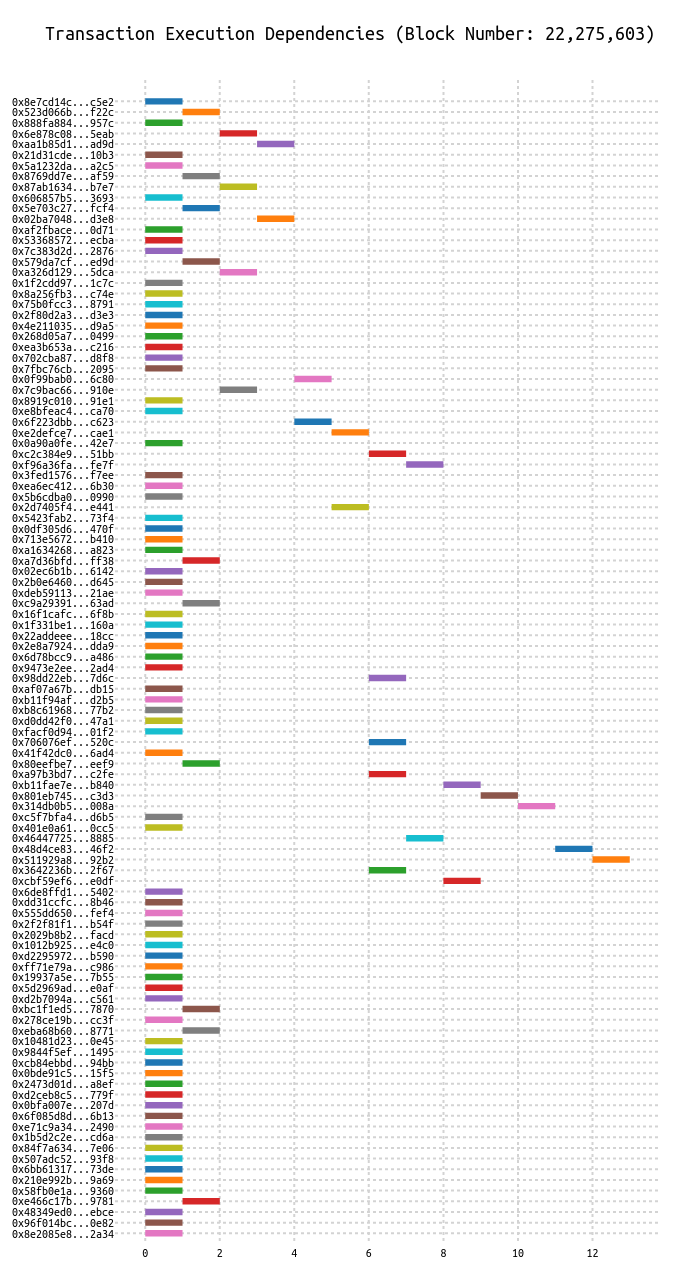 Transaction Execution Dependencies (Block Number: 22,275,603)
0x8e7cd14c...c5e2
0x523d066b...f22c
0x888fa884...957c
0x6e878c08...5eab
0xaa1b85d1...ad9d
0x21d31cde...10b3
0x5a1232da...a2c5
0x8769dd7e...af59
0x87ab1634...b7e7
0x606857b5...3693
0x5e703c27...fcf4
0x02ba7048...d3e8
0xaf2fbace...0d71
0x53368572...ecba
0x7c383d2d...2876
0x579da7cf...ed9d
0xa326d129...5dca
0x1f2cdd97...1c7c
0x8a256fb3...c74e
0x75b0fcc3...8791
0x2f80d2a3...d3e3
0x4e211035...d9a5
0x268d05a7...0499
0xea3b653a...c216
0x702cba87...d8f8
0x7fbc76cb...2095
0x0f99bab0...6c80
0x7c9bac66...910e
0x8919c010...91e1
0xe8bfeac4...ca70
0x6f223dbb...c623
0xe2defce7...cae1
0x0a90a0fe...42e7
0xc2c384e9...51bb
0xf96a36fa...fe7f
0x3fed1576...f7ee
0xea6ec412...6b30
0x5b6cdba0...0990
0x2d7405f4...e441
0x5423fab2...73f4
0x0df305d6...470f
0x713e5672...b410
0xa1634268...a823
0xa7d36bfd...ff38
0x02ec6b1b...6142
0x2b0e6460...d645
0xdeb59113...21ae
0xc9a29391...63ad
0x16f1cafc...6f8b
0x1f331be1...160a
0x22addeee...18cc
0x2e8a7924...dda9
0x6d78bcc9...a486
0x9473e2ee...2ad4
0x98dd22eb...7d6c
0xaf07a67b...db15
0xb11f94af...d2b5
0xb8c61968...77b2
0xd0dd42f0...47a1
0xfacf0d94...01f2
0x706076ef...520c
0x41f42dc0...6ad4
0x80eefbe7...eef9
0xa97b3bd7...c2fe
0xb11fae7e...b840
0x801eb745...c3d3
0x314db0b5...008a
0xc5f7bfa4...d6b5
0x401e0a61...0cc5
0x46447725...8885
0x48d4ce83...46f2
0x511929a8...92b2
0x3642236b...2f67
0xcbf59ef6...e0df
0x6de8ffd1...5402
0xdd31ccfc...8b46
0x555dd650...fef4
0x2f2f81f1...b54f
0x2029b8b2...facd
0x1012b925...e4c0
0xd2295972...b590
0xff71e79a...c986
0x19937a5e...7b55
0x5d2969ad...e0af
0xd2b7094a...c561
0xbc1f1ed5...7870
0x278ce19b...cc3f
0xeba68b60...8771
0x10481d23...0e45
0x9844f5ef...1495
0xcb84ebbd...94bb
0x0bde91c5...15f5
0x2473d01d...a8ef
0xd2ceb8c5...779f
0x0bfa007e...207d
0x6f085d8d...6b13
0xe71c9a34...2490
0x1b5d2c2e...cd6a
0x84f7a634...7e06
0x507adc52...93f8
0x6bb61317...73de
0x210e992b...9a69
0x58fb0e1a...9360
0xe466c17b...9781
0x48349ed0...ebce
0x96f014bc...0e82
0x8e2085e8...2a34
0 2 4 6 8 10 12